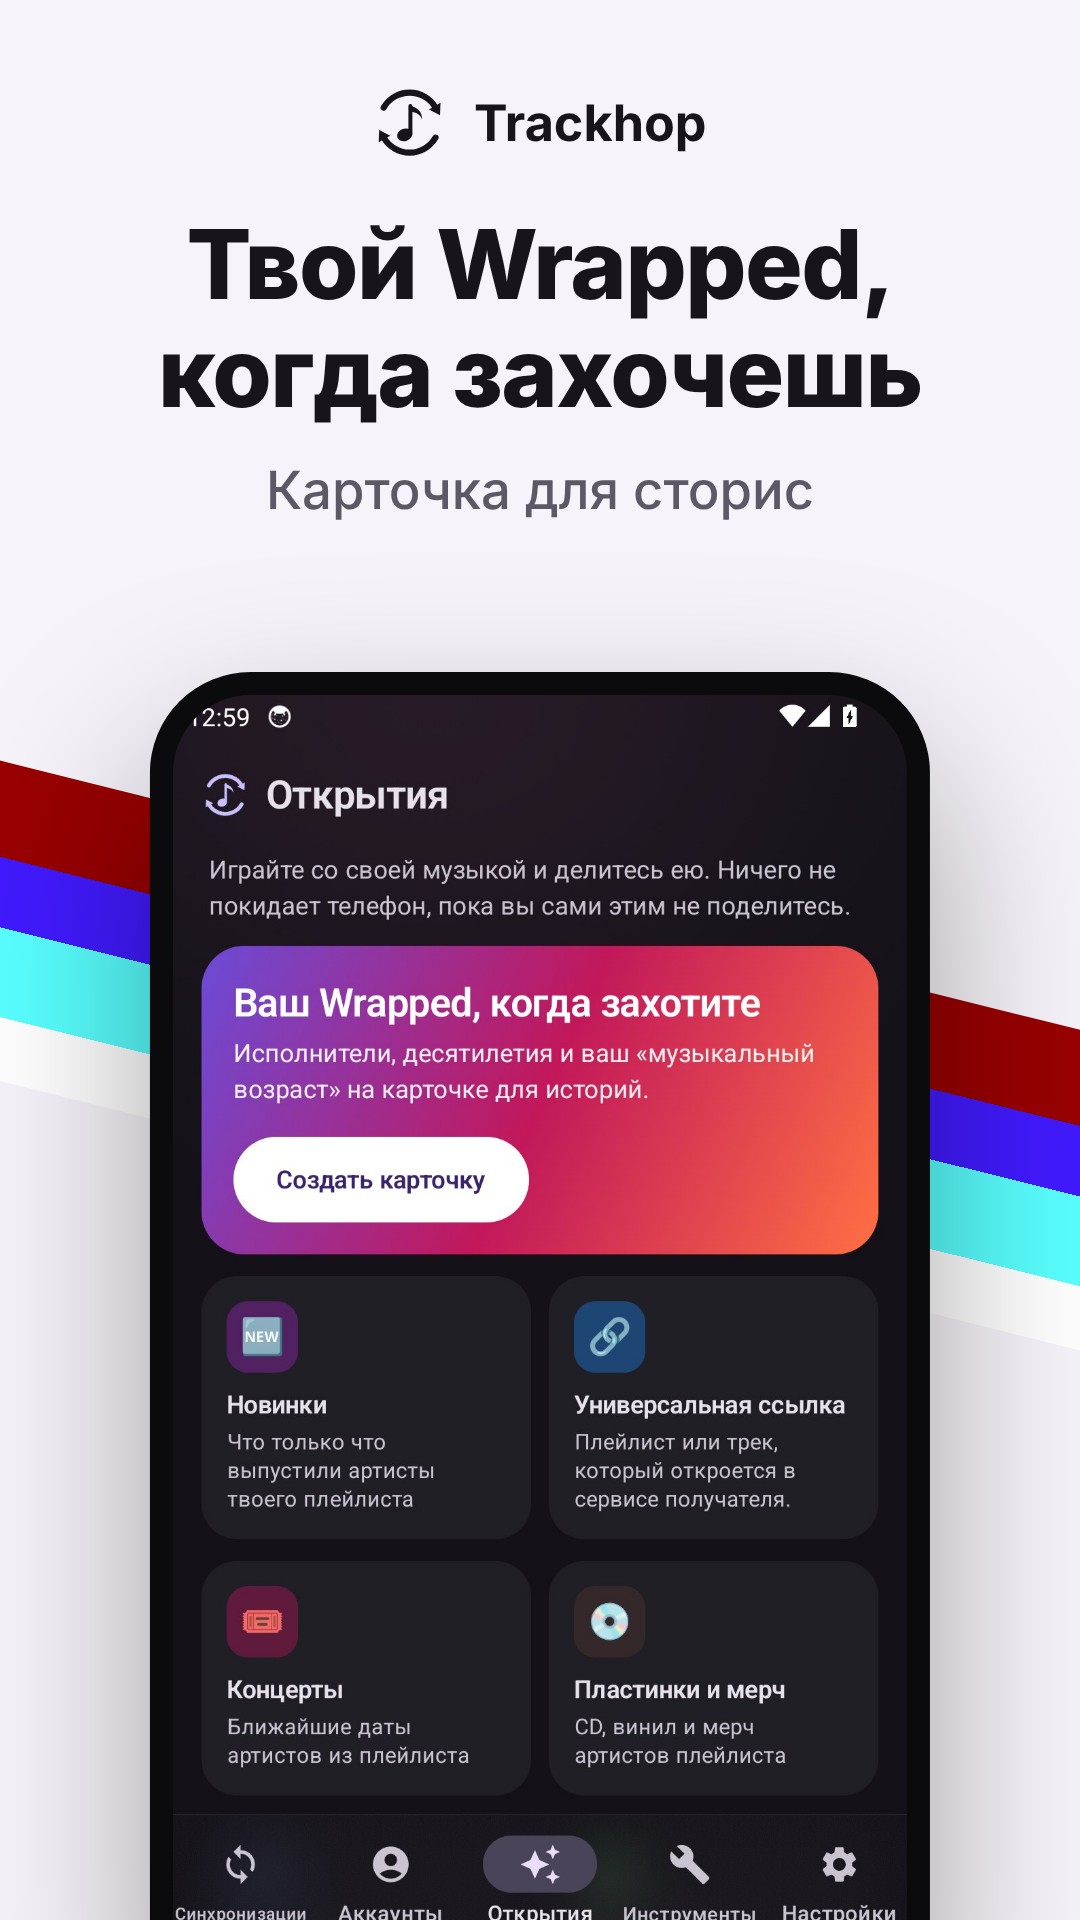 Trackhop
Твой Wrapped,
когда захочешь
Карточка для сторис
12:59
Открытия
Играйте со своей музыкой и делитесь ею. Ничего не
покидает телефон, пока вы сами этим не поделитесь.
Ваш Wrapped, когда захотите
Исполнители, десятилетия и ваш «музыкальный
возраст» на карточке для историй.
Создать карточку
NEW
Новинки
Что только что
выпустили артисты
твоего плейлиста
Универсальная ссылка
Плейлист или трек,
который откроется в
сервисе получателя.
Концерты
Ближайшие даты
артистов из плейлиста
Пластинки и мерч
CD, винил и мерч
артистов плейлиста
Синхронизации Аккаунты Открытия Инструменты Настройки